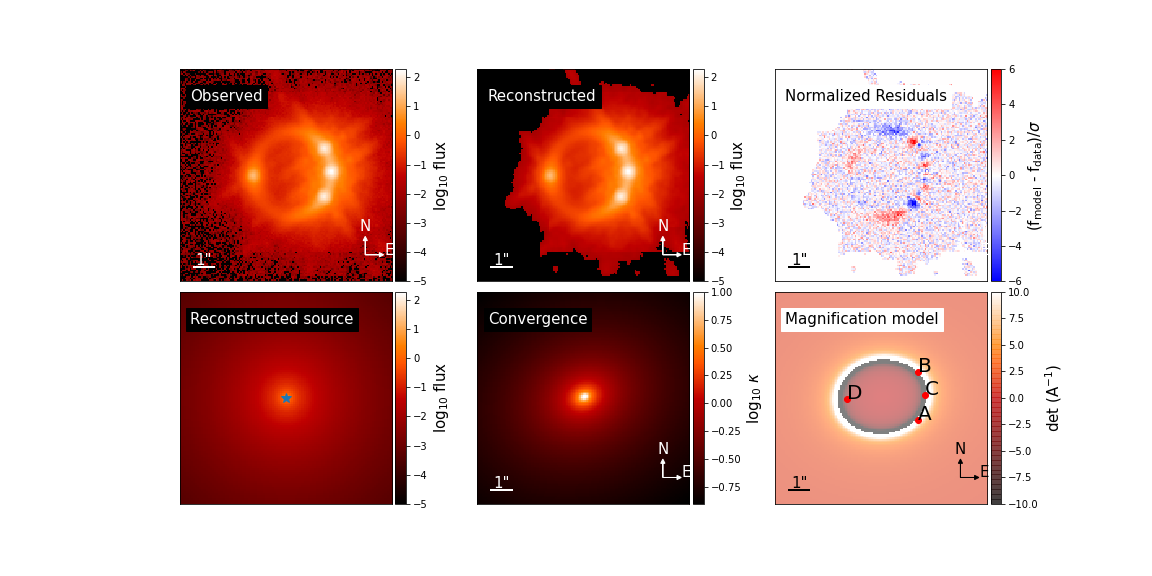 Observed
N
E
1"
2
1
0
−1
−2
−3
−4
−5
log10 flux
Reconstructed
N
E
1"
2
1
0
−1
−2
−3
−4
−5
log10 flux
Normalized Residuals
1"
6
4
2
0
−2
−4
−6
(fmodel - fdata)/σ
Reconstructed source
2
1
0
−1
−2
−3
−4
−5
log10 flux
Convergence
N
E
1"
1.00
0.75
0.50
0.25
0.00
−0.25
−0.50
−0.75
log10 κ
Magnification model
B
D
C
A
N
E
1"
10.0
7.5
5.0
2.5
0.0
−2.5
−5.0
−7.5
−10.0
det (A−1)